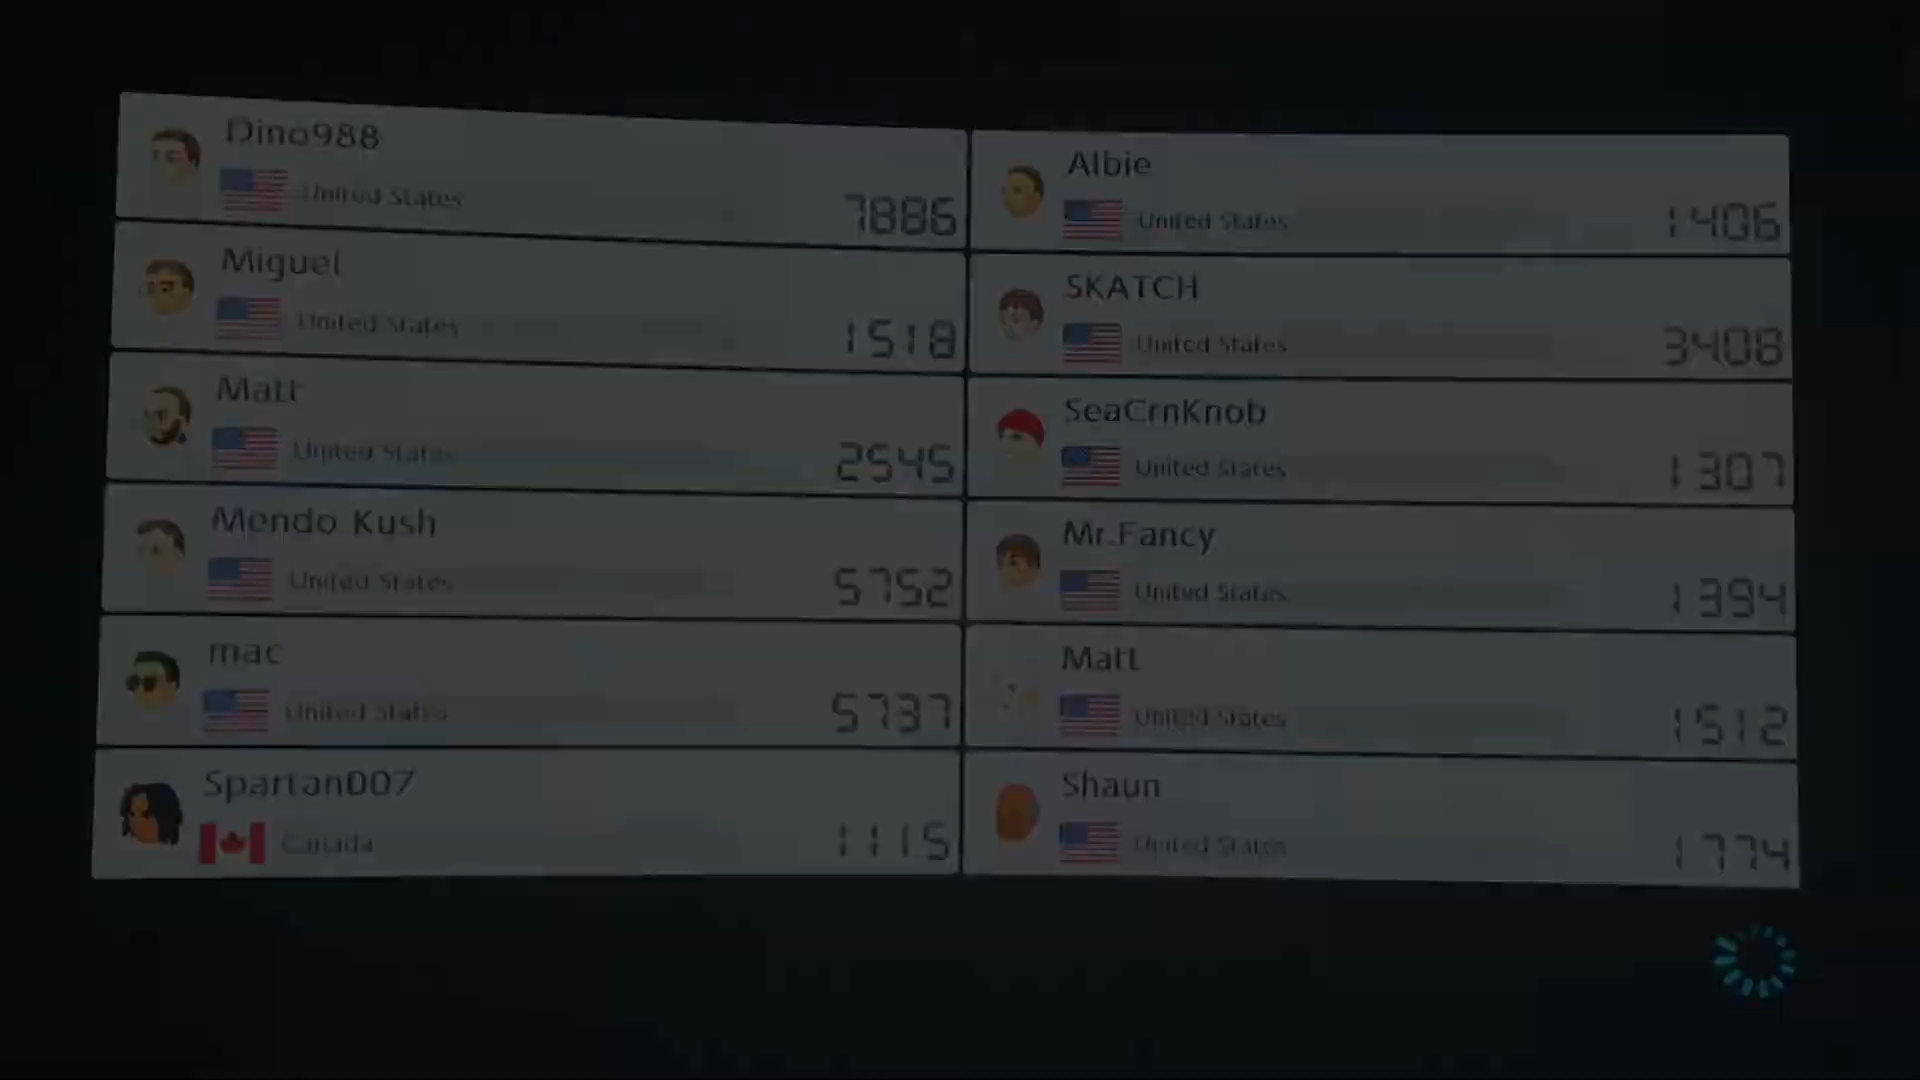 Dino988
United States
7886
Miguel
United States
1518
Matt
United States
2545
Mendo Kush
United States
5752
mac
United States
5737
Spartan007
Canada
1115
Albie
United States
1406
SKATCH
United States
3408
SeaCrnKnob
United States
1307
Mr.Fancy
United States
1394
Matt
United States
1512
Shaun
United States
1774